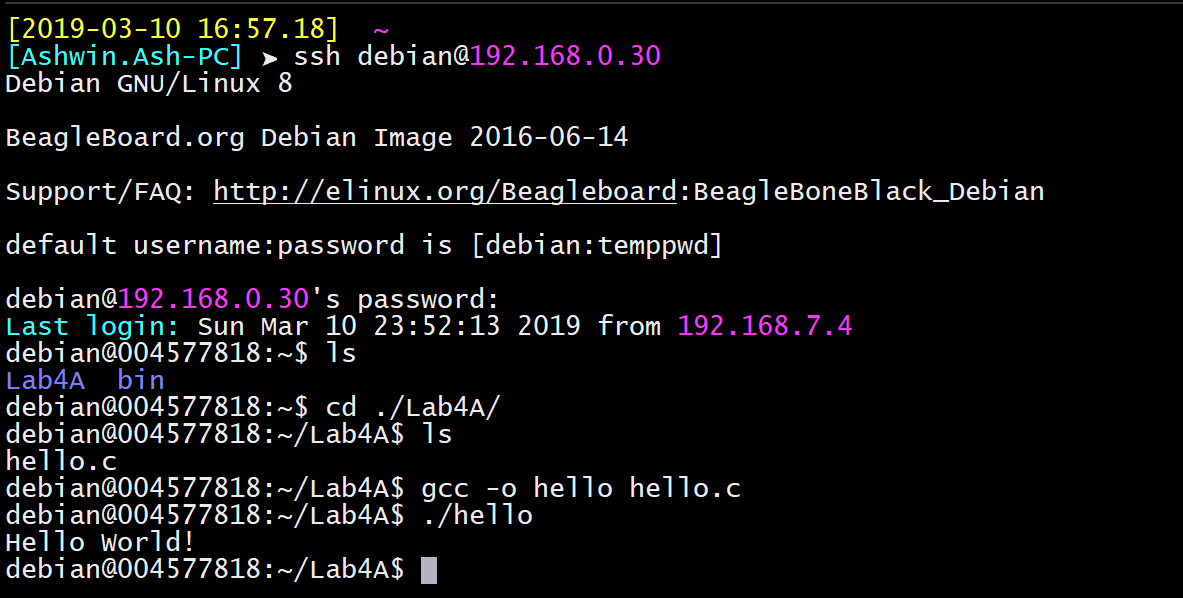 [2019-03-10 16:57.18]  ~
[Ashwin.Ash-PC] ➤ ssh debian@192.168.0.30
Debian GNU/Linux 8
BeagleBoard.org Debian Image 2016-06-14
Support/FAQ: http://elinux.org/Beagleboard:BeagleBoneBlack_Debian
default username:password is [debian:temppwd]
debian@192.168.0.30's password:
Last login: Sun Mar 10 23:52:13 2019 from 192.168.7.4
debian@004577818:~$ ls
Lab4A  bin
debian@004577818:~$ cd ./Lab4A/
debian@004577818:~/Lab4A$ ls
hello.c
debian@004577818:~/Lab4A$ gcc -o hello hello.c
debian@004577818:~/Lab4A$ ./hello
Hello World!
debian@004577818:~/Lab4A$